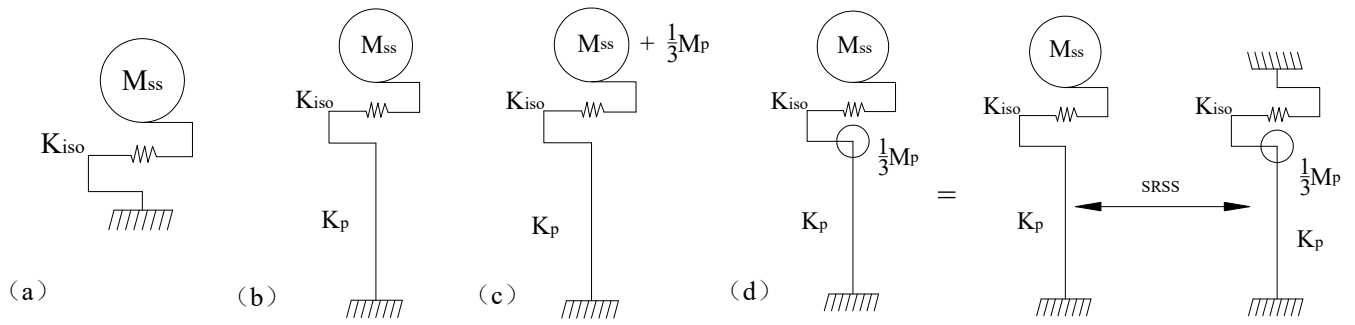 Mss
Kiso
（a）
Mss
Kiso
Kp
（b）
Mss + 1/3Mp
Kiso
Kp
（c）
Mss
Kiso
1/3Mp
Kp
（d）
=
Mss
Kiso
Kp
SRSS
Kiso
1/3Mp
Kp